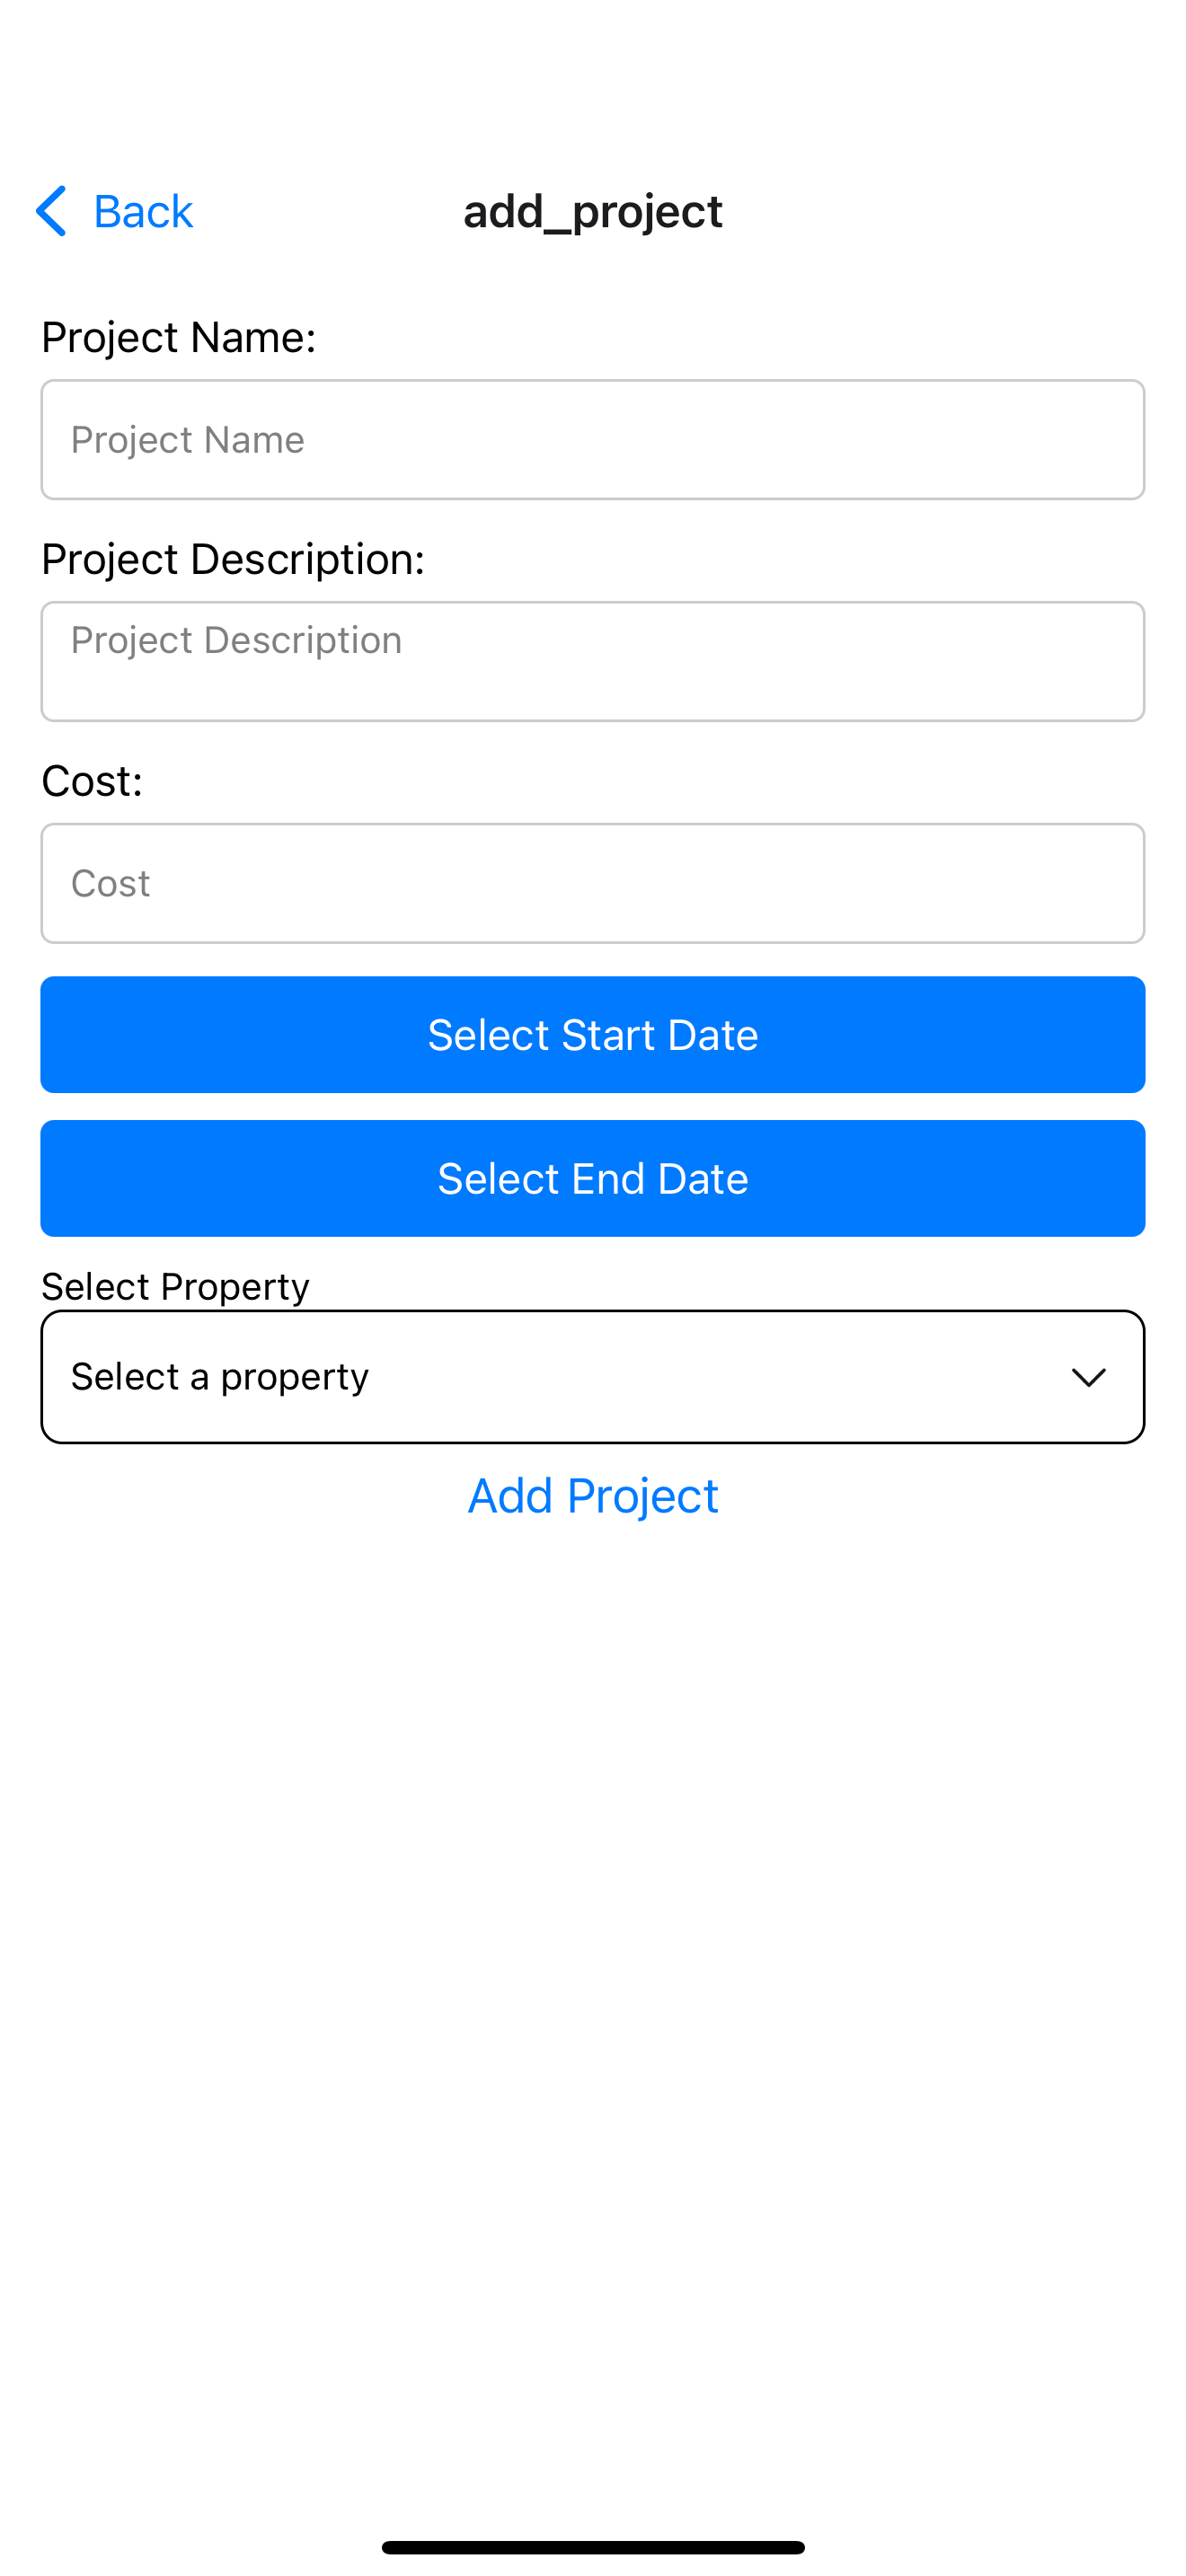 Back
add_project
Project Name:
Project Name
Project Description:
Project Description
Cost:
Cost
Select Start Date
Select End Date
Select Property
Select a property
Add Project